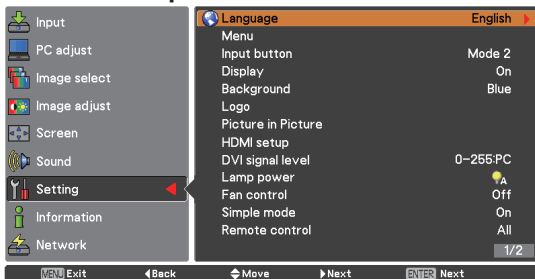 Input
PC adjust
Image select
Image adjust
Screen
Sound
Setting
Information
Network
Language English
Menu
Input button Mode 2
Display On
Background Blue
Logo
Picture in Picture
HDMI setup
DVI signal level 0-255:PC
Lamp power A
Fan control Off
Simple mode On
Remote control All
1/2
MENU Exit Back Move Next ENTER Next